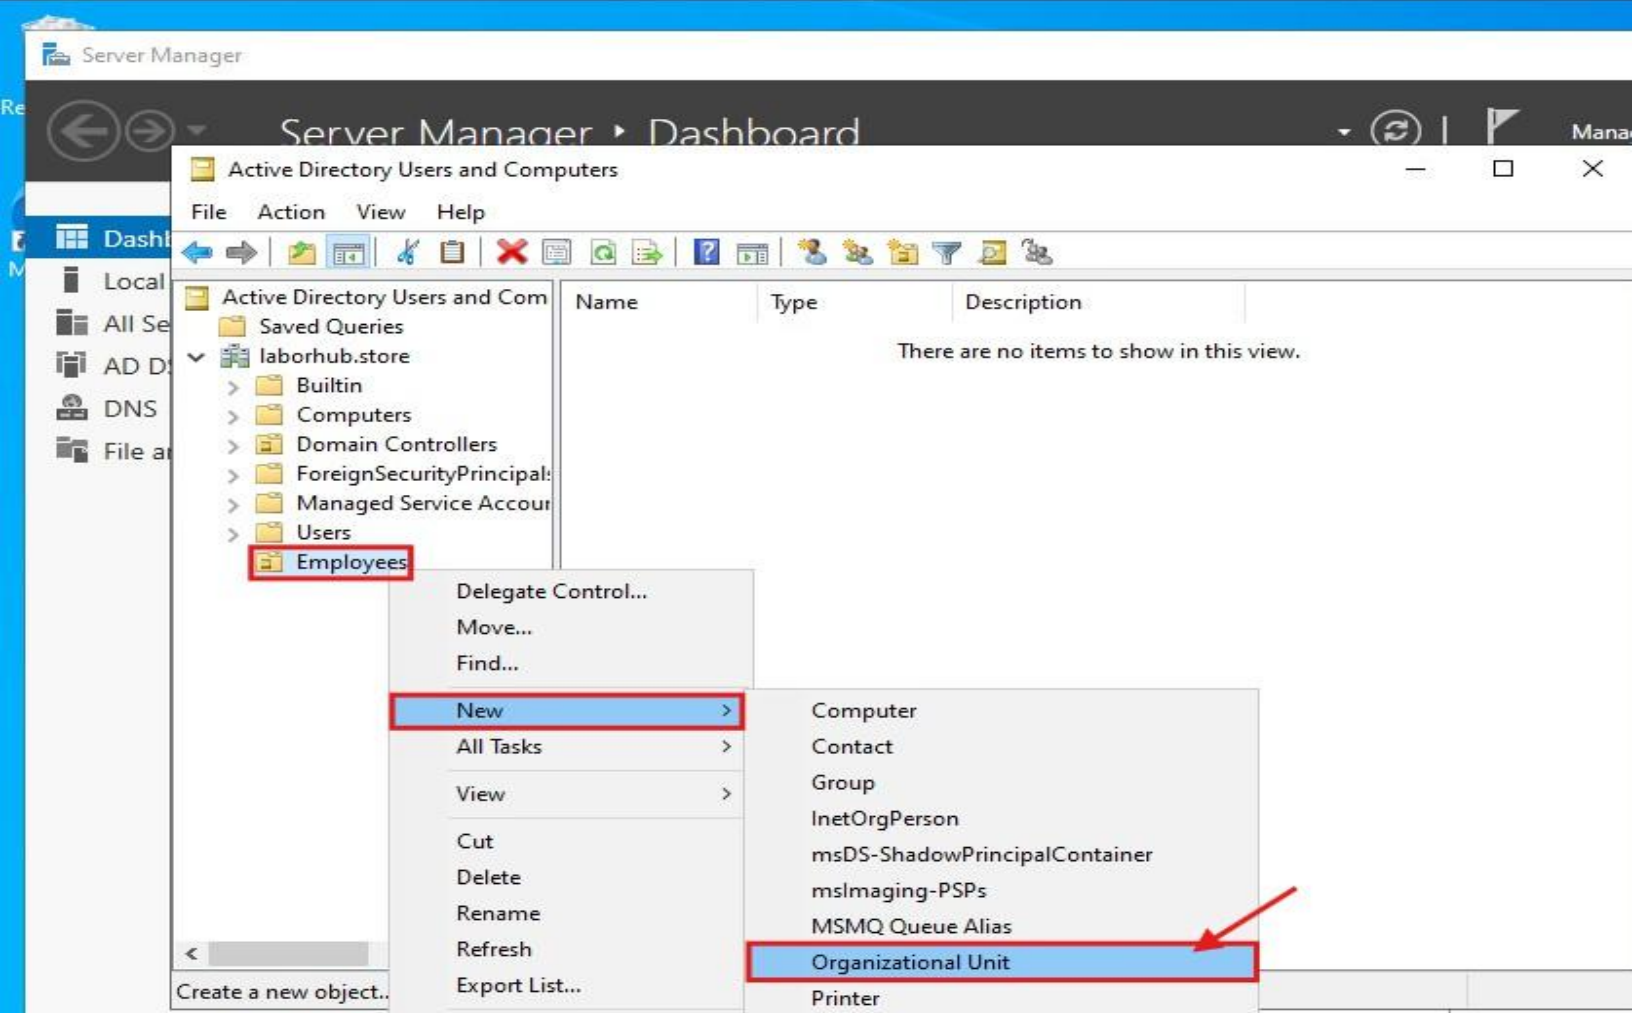 Server Manager
Re
Server Manager ‣ Dashboard
Mana
Active Directory Users and Computers
File Action View Help
Dashb
M
Local
All Se
AD D
DNS
File a
Active Directory Users and Com
Saved Queries
laborhub.store
Builtin
Computers
Domain Controllers
ForeignSecurityPrincipals
Managed Service Accour
Users
Employees
Name Type Description
There are no items to show in this view.
Delegate Control...
Move...
Find...
New >
All Tasks >
View >
Cut
Delete
Rename
Refresh
Export List...
Computer
Contact
Group
InetOrgPerson
msDS-ShadowPrincipalContainer
msImaging-PSPs
MSMQ Queue Alias
Organizational Unit
Printer
Create a new object..